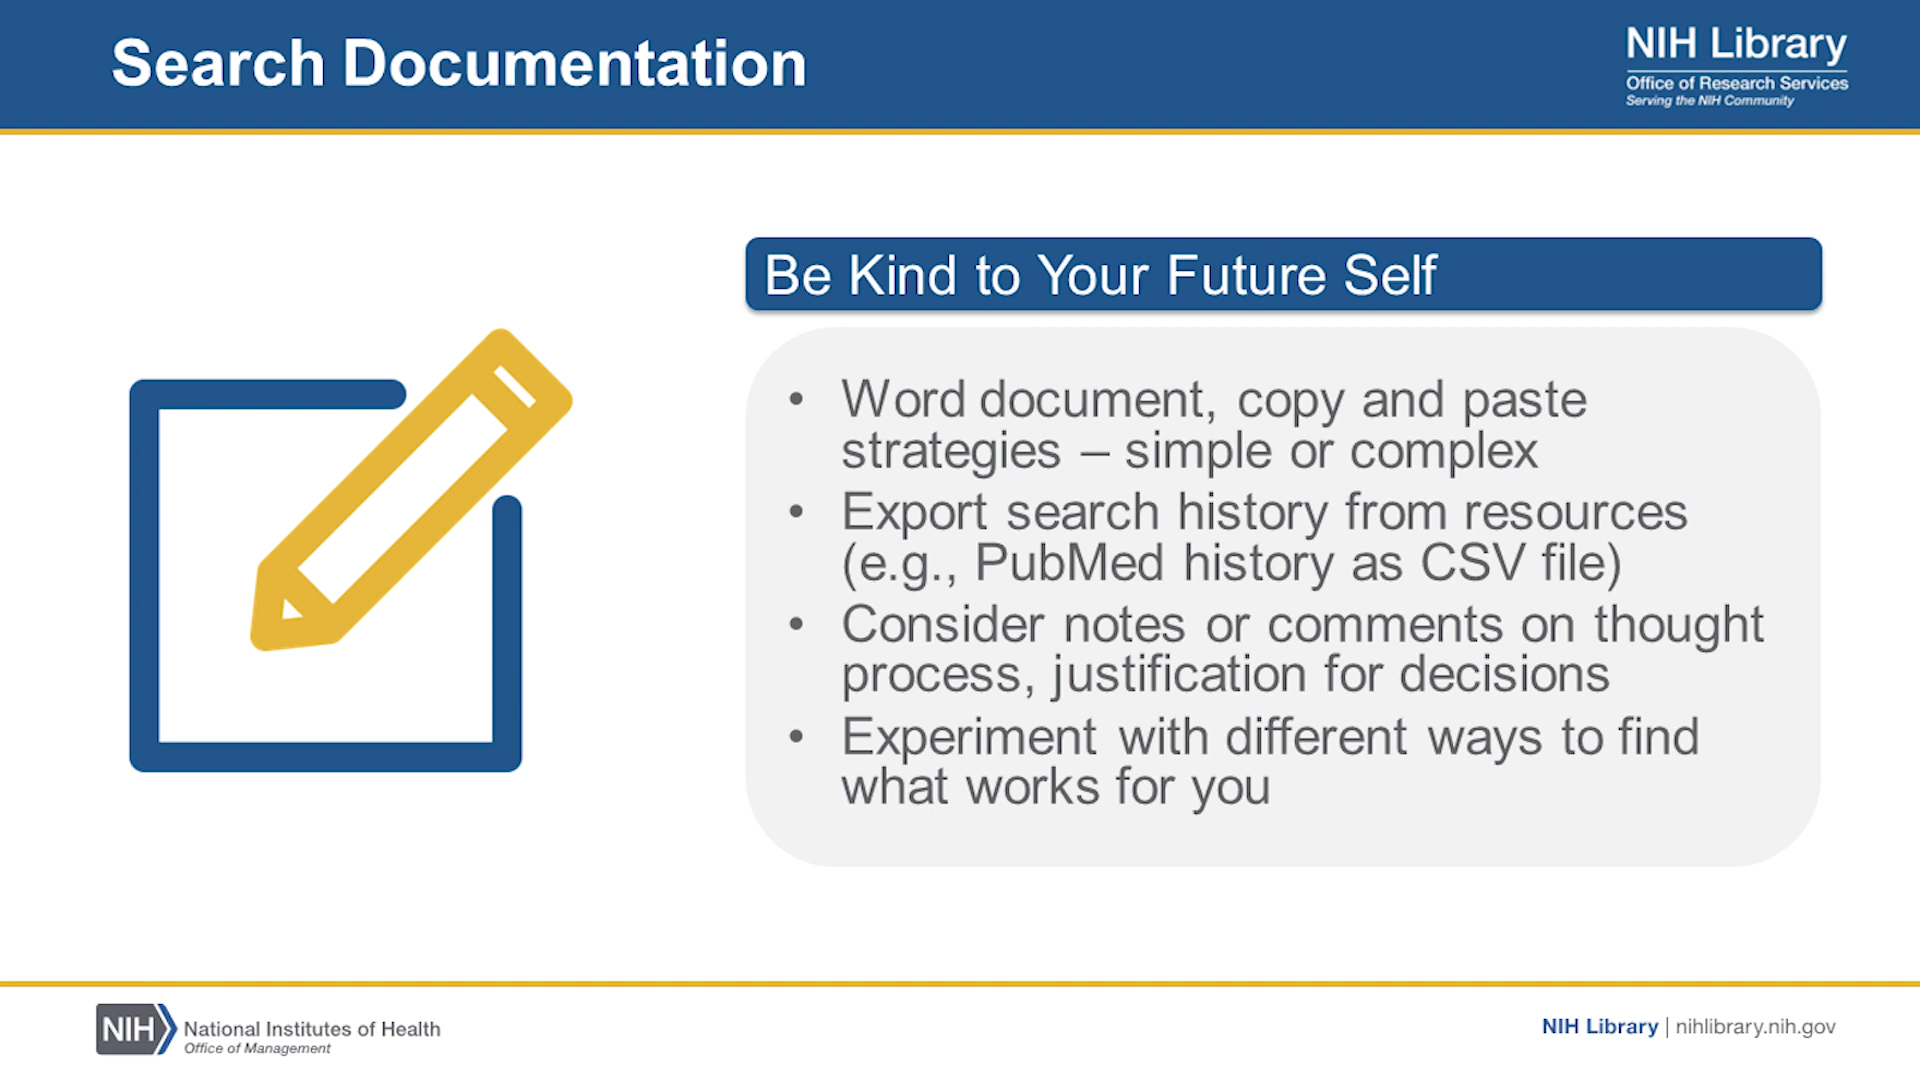 Search Documentation
NIH Library
Office of Research Services
Serving the NIH Community
Be Kind to Your Future Self
• Word document, copy and paste
strategies – simple or complex
• Export search history from resources
(e.g., PubMed history as CSV file)
• Consider notes or comments on thought
process, justification for decisions
• Experiment with different ways to find
what works for you
NIH
National Institutes of Health
Office of Management
NIH Library | nihlibrary.nih.gov